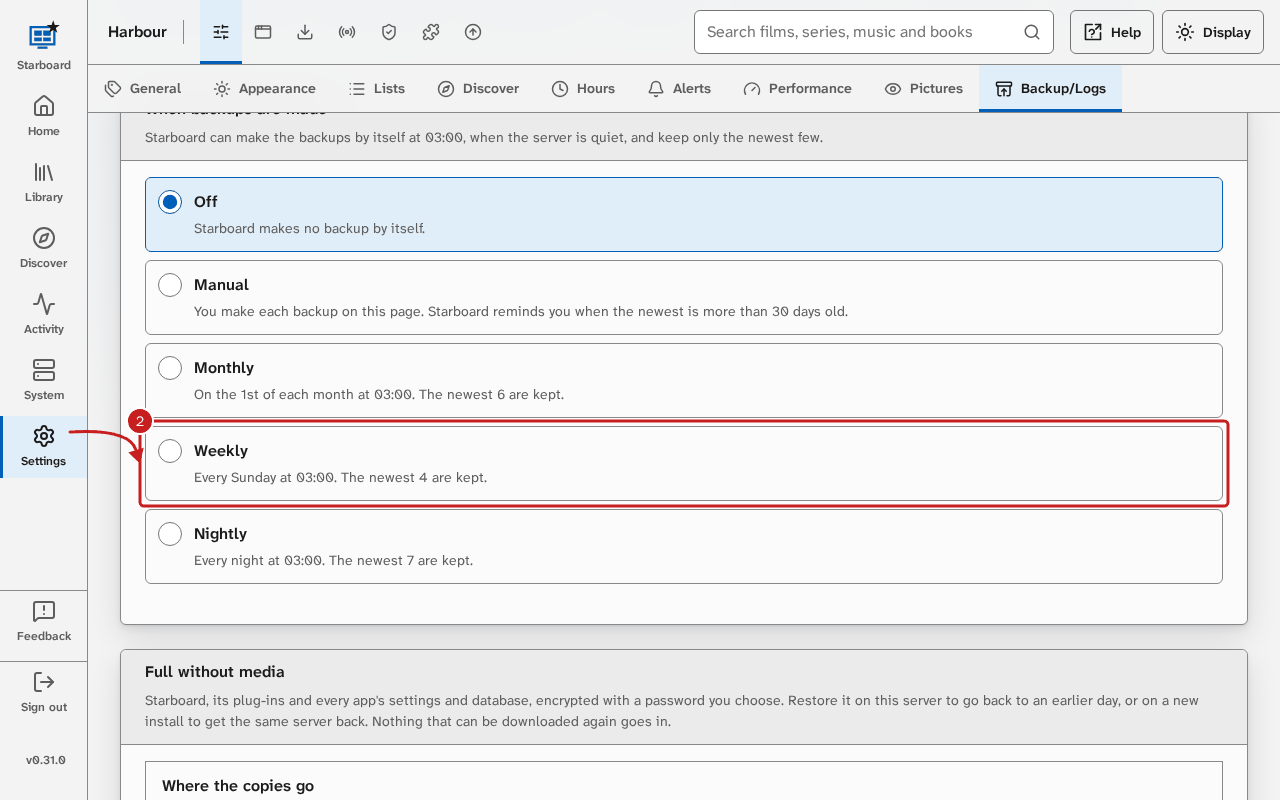 Starboard
Home
Library
Discover
Activity
System
Settings
Feedback
Sign out
v0.31.0
Harbour
Search films, series, music and books
Help
Display
General
Appearance
Lists
Discover
Hours
Alerts
Performance
Pictures
Backup/Logs
When backups are made
Starboard can make the backups by itself at 03:00, when the server is quiet, and keep only the newest few.
Off
Starboard makes no backup by itself.
Manual
You make each backup on this page. Starboard reminds you when the newest is more than 30 days old.
Monthly
On the 1st of each month at 03:00. The newest 6 are kept.
2
Weekly
Every Sunday at 03:00. The newest 4 are kept.
Nightly
Every night at 03:00. The newest 7 are kept.
Full without media
Starboard, its plug-ins and every app's settings and database, encrypted with a password you choose. Restore it on this server to go back to an earlier day, or on a new
install to get the same server back. Nothing that can be downloaded again goes in.
Where the copies go